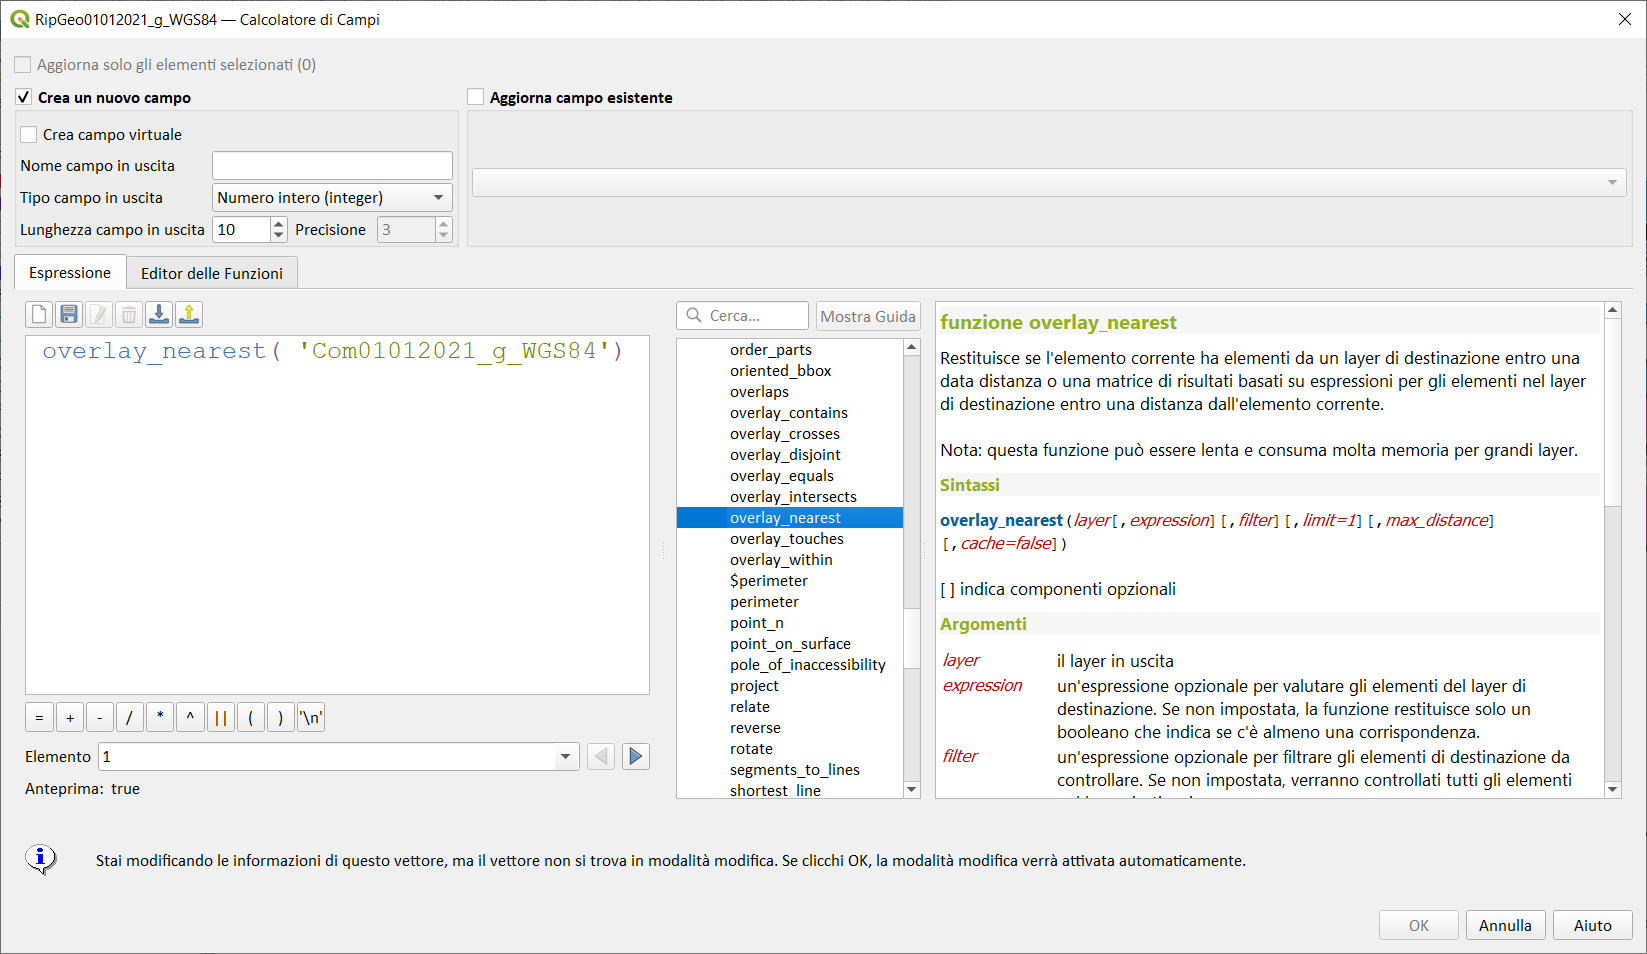 RipGeo01012021_g_WGS84 — Calcolatore di Campi
Aggiorna solo gli elementi selezionati (0)
Crea un nuovo campo
Aggiorna campo esistente
Crea campo virtuale
Nome campo in uscita
Tipo campo in uscita Numero intero (integer)
Lunghezza campo in uscita 10 Precisione 3
Espressione Editor delle Funzioni
overlay_nearest( 'Com01012021_g_WGS84')
= + - / * ^ || ( ) '\n'
Elemento 1
Anteprima: true
Cerca... Mostra Guida
order_parts
oriented_bbox
overlaps
overlay_contains
overlay_crosses
overlay_disjoint
overlay_equals
overlay_intersects
overlay_nearest
overlay_touches
overlay_within
$perimeter
perimeter
point_n
point_on_surface
pole_of_inaccessibility
project
relate
reverse
rotate
segments_to_lines
shortest_line
funzione overlay_nearest
Restituisce se l'elemento corrente ha elementi da un layer di destinazione entro una
data distanza o una matrice di risultati basati su espressioni per gli elementi nel layer
di destinazione entro una distanza dall'elemento corrente.
Nota: questa funzione può essere lenta e consuma molta memoria per grandi layer.
Sintassi
overlay_nearest(layer[,expression][,filter][,limit=1][,max_distance]
[,cache=false])
[ ] indica componenti opzionali
Argomenti
layer il layer in uscita
expression un'espressione opzionale per valutare gli elementi del layer di
destinazione. Se non impostata, la funzione restituisce solo un
booleano che indica se c'è almeno una corrispondenza.
filter un'espressione opzionale per filtrare gli elementi di destinazione da
controllare. Se non impostata, verranno controllati tutti gli elementi
Stai modificando le informazioni di questo vettore, ma il vettore non si trova in modalità modifica. Se clicchi OK, la modalità modifica verrà attivata automaticamente.
OK Annulla Aiuto